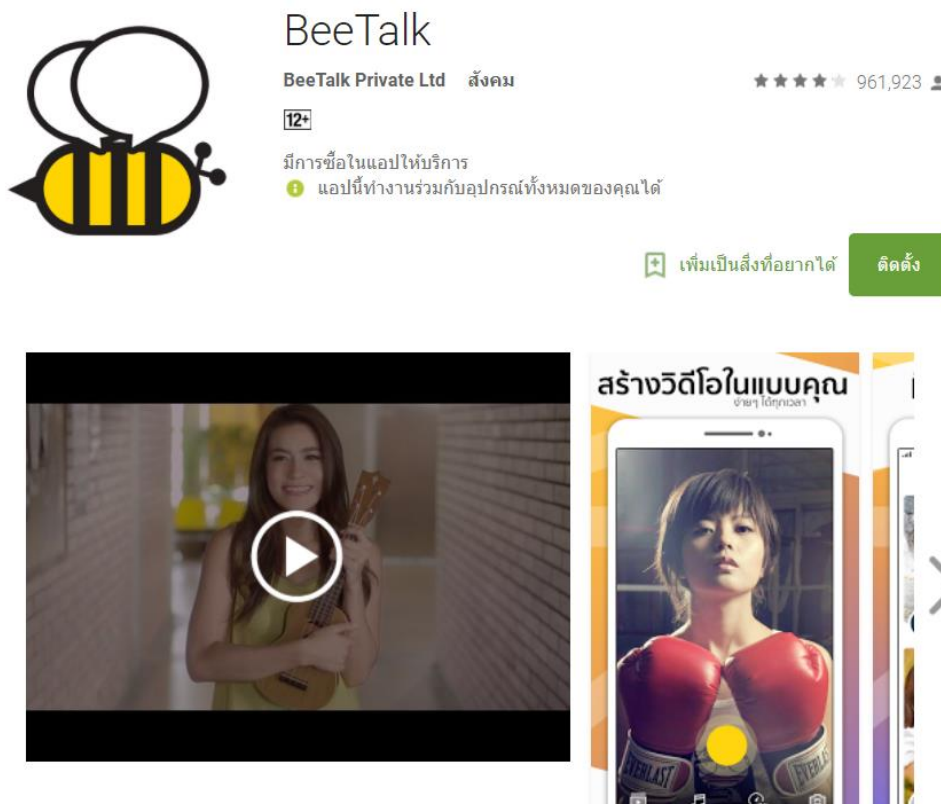 BeeTalk
BeeTalk Private Ltd สังคม
961,923
12+
มีการซื้อในแอปให้บริการ
แอปนี้ทำงานร่วมกับอุปกรณ์ทั้งหมดของคุณได้
เพิ่มเป็นสิ่งที่อยากได้ ติดตั้ง
สร้างวิดีโอในแบบคุณ
ง่ายๆ ได้ทุกเวลา
EVERLAST
EVERLAST